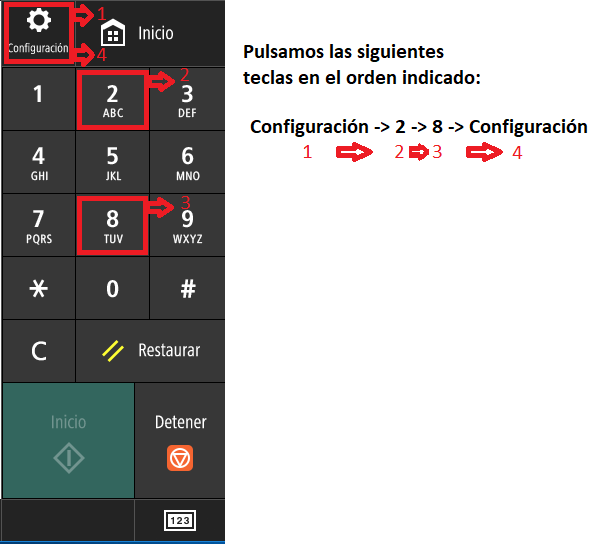 Configuración
1
4
Inicio
1
2
ABC
2
3
DEF
4
GHI
5
JKL
6
MNO
7
PQRS
8
TUV
3
9
WXYZ
*
0
#
C
Restaurar
Inicio
Detener
123
Pulsamos las siguientes
teclas en el orden indicado:
Configuración -> 2 -> 8 -> Configuración
1 2 3 4